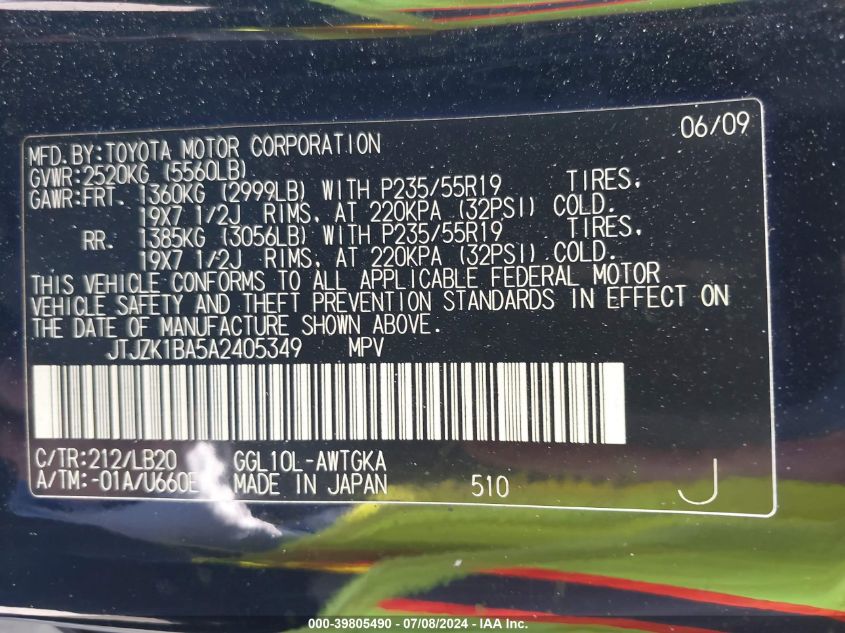 06/09
MFD.BY:TOYOTA MOTOR CORPORATION
GVWR:2520KG (5560LB)
GAWR:FRT. 1360KG (2999LB) WITH P235/55R19 TIRES,
19X7 1/2J RIMS, AT 220KPA (32PSI) COLD.
RR. 1385KG (3056LB) WITH P235/55R19 TIRES,
19X7 1/2J RIMS, AT 220KPA (32PSI) COLD.
THIS VEHICLE CONFORMS TO ALL APPLICABLE FEDERAL MOTOR
VEHICLE SAFETY AND THEFT PREVENTION STANDARDS IN EFFECT ON
THE DATE OF MANUFACTURE SHOWN ABOVE.
JTJZK1BA5A2405349 MPV
C/TR:212/LB20 GGL10L-AWTGKA
A/TM:-01A/U660E MADE IN JAPAN 510 J
000-39805490 - 07/08/2024 - IAA Inc.